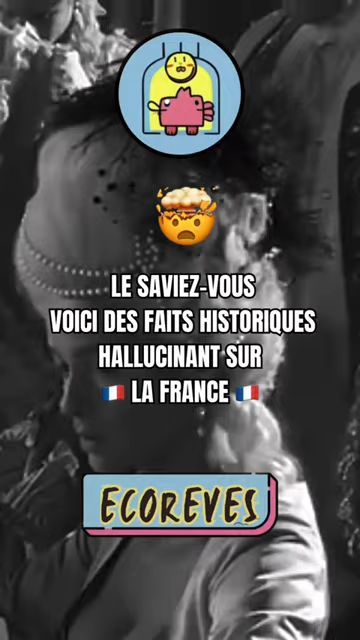 LE SAVIEZ-VOUS
VOICI DES FAITS HISTORIQUES
HALLUCINANT SUR
🇫🇷 LA FRANCE 🇫🇷
ECOREVES